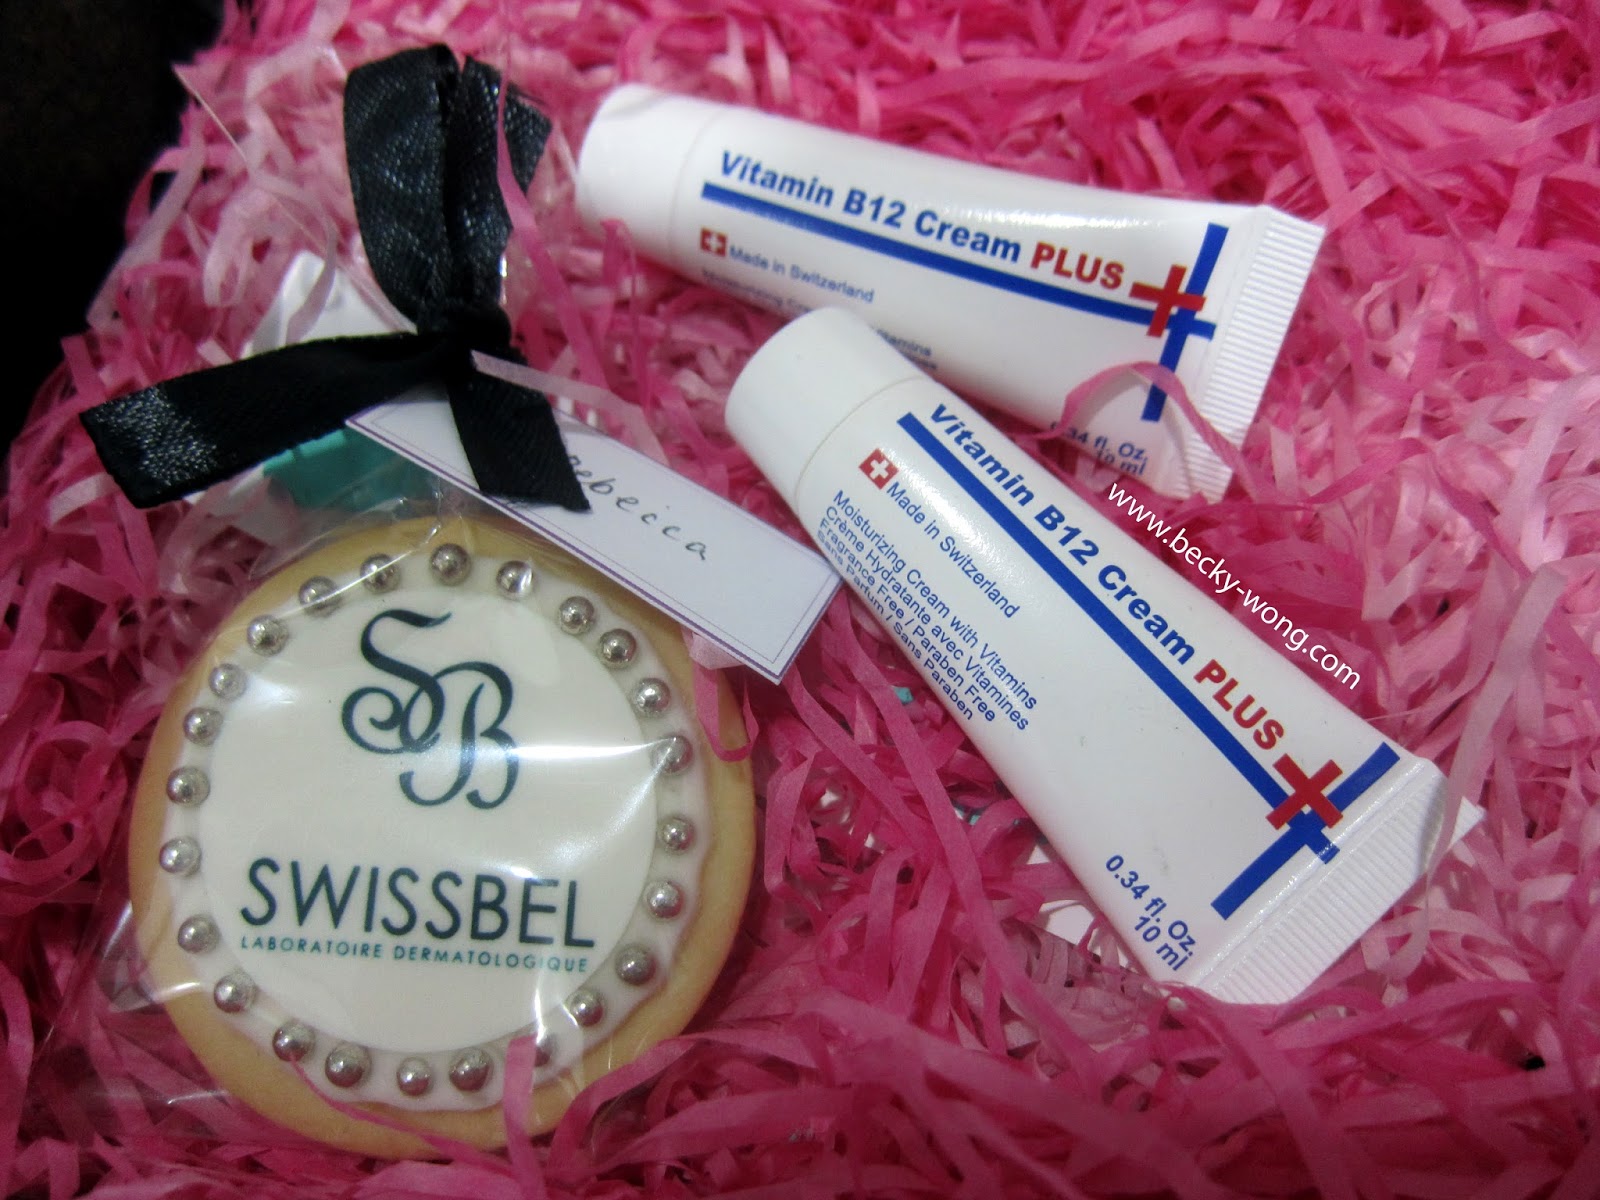 Vitamin B12 Cream PLUS
Made in Switzerland
0.34 fl. Oz.
10 ml
Vitamin B12 Cream PLUS
Made in Switzerland
Moisturizing Cream with Vitamins
Crème Hydratante avec Vitamines
Fragrance Free / Paraben Free
Sans Parfum / Sans Paraben
0.34 fl. Oz.
10 ml
www.becky-wong.com
SB
SWISSBEL
LABORATOIRE DERMATOLOGIQUE